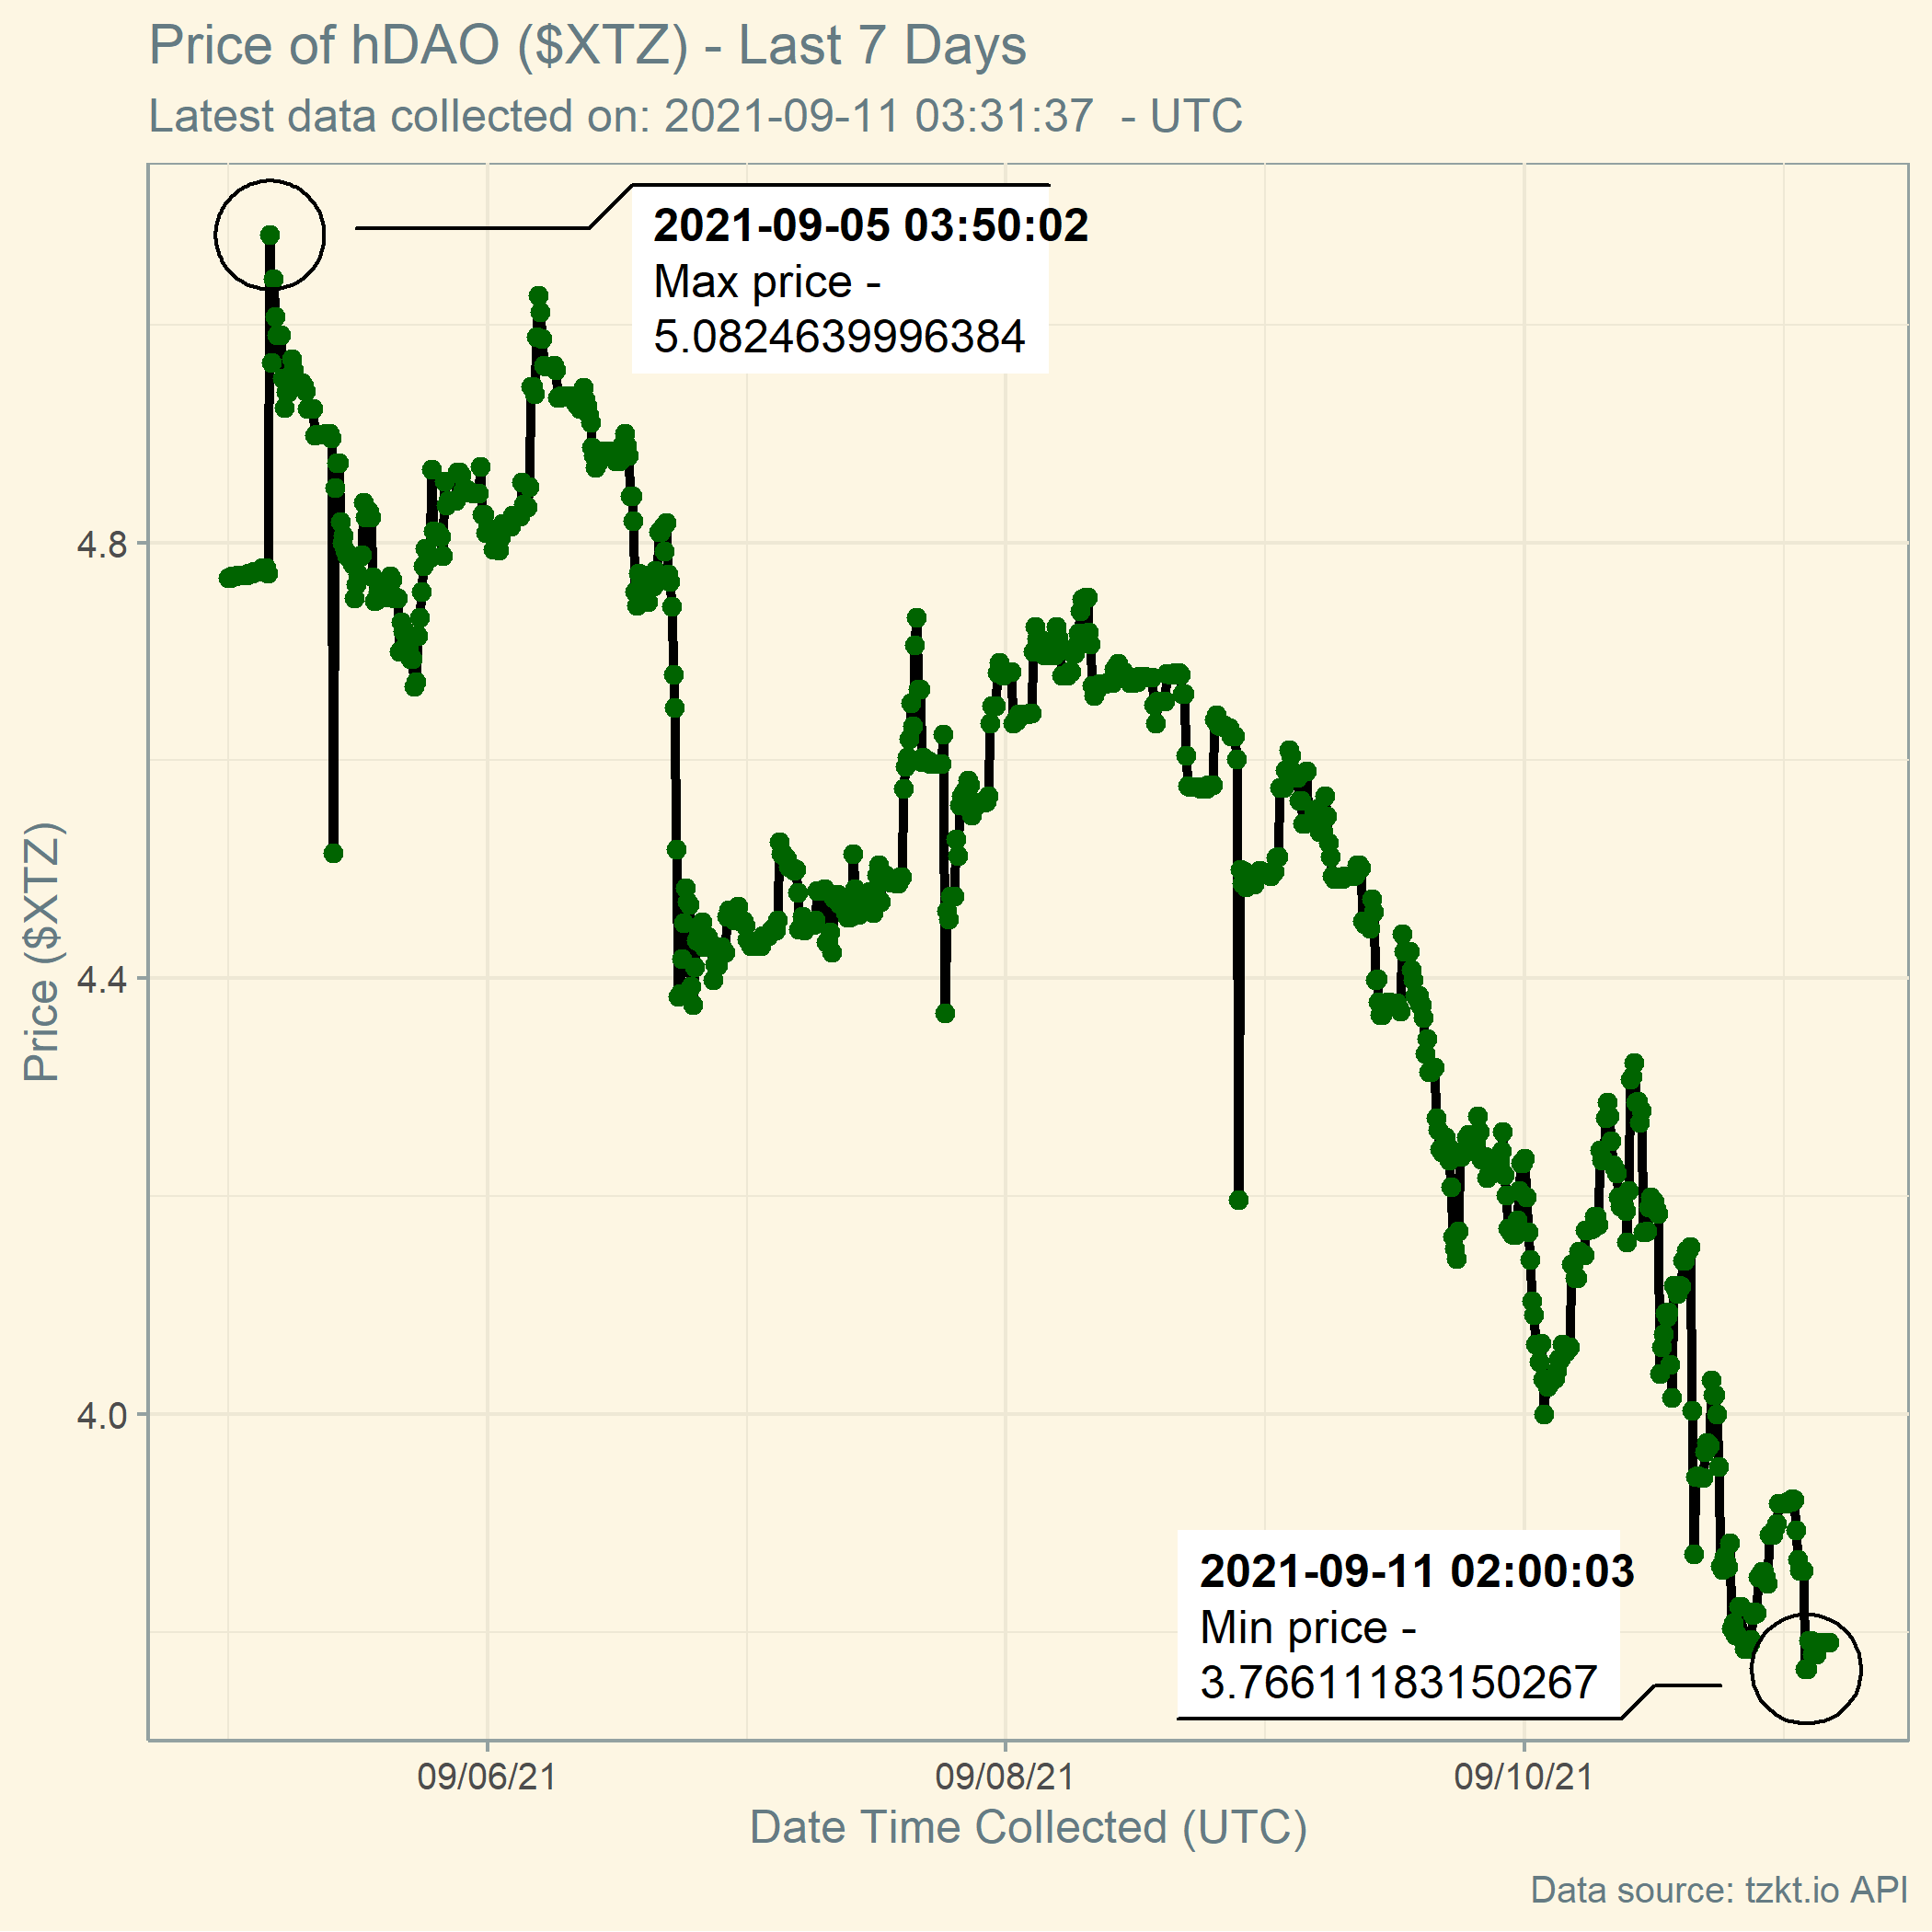 Price of hDAO ($XTZ) - Last 7 Days
Latest data collected on: 2021-09-11 03:31:37  - UTC
2021-09-05 03:50:02
Max price -
5.0824639996384
4.8
4.4
4.0
Price ($XTZ)
2021-09-11 02:00:03
Min price -
3.76611183150267
09/06/21
09/08/21
09/10/21
Date Time Collected (UTC)
Data source: tzkt.io API